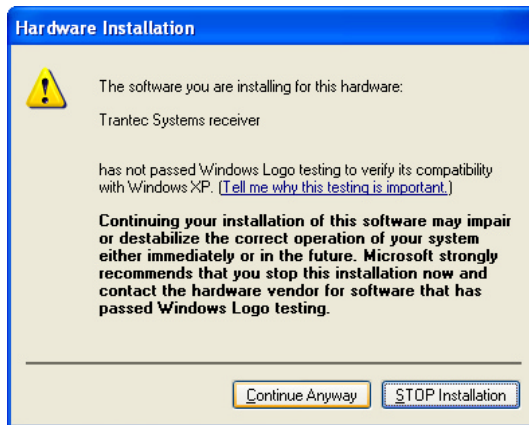 Hardware Installation
The software you are installing for this hardware:
Trantec Systems receiver
has not passed Windows Logo testing to verify its compatibility
with Windows XP. (Tell me why this testing is important.)
Continuing your installation of this software may impair
or destabilize the correct operation of your system
either immediately or in the future. Microsoft strongly
recommends that you stop this installation now and
contact the hardware vendor for software that has
passed Windows Logo testing.
Continue Anyway
STOP Installation